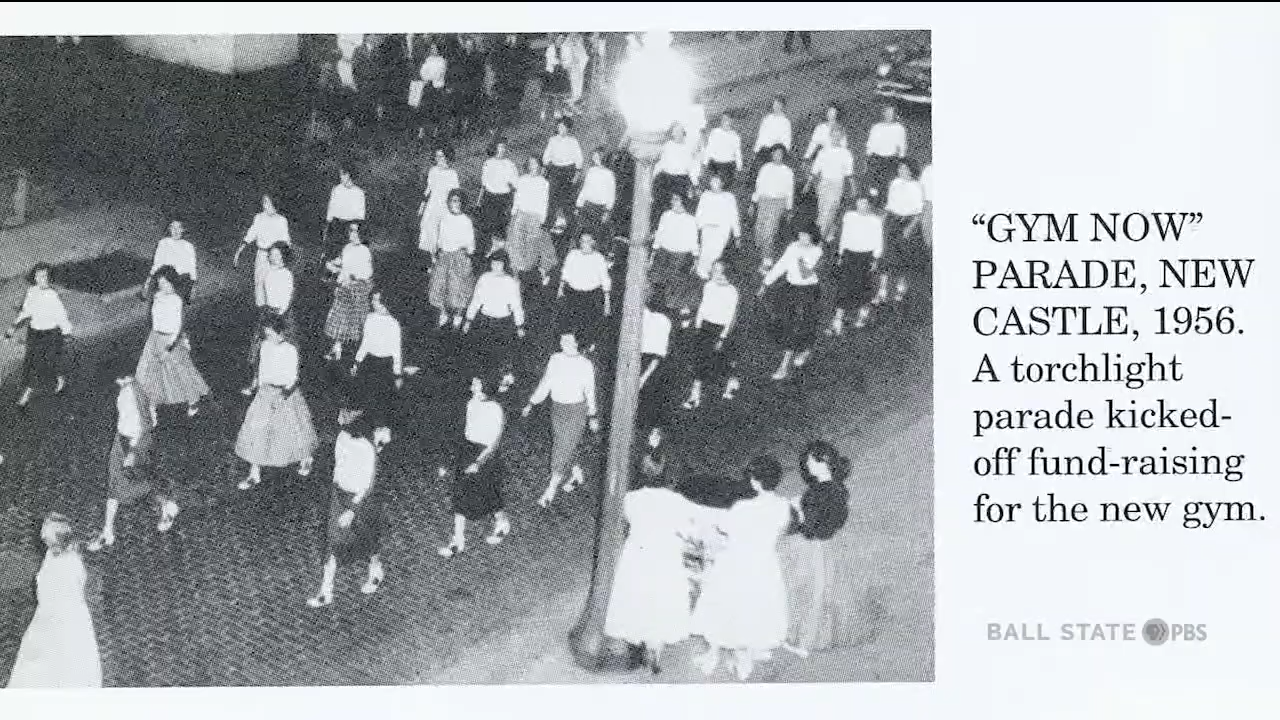 “GYM NOW”
PARADE, NEW
CASTLE, 1956.
A torchlight
parade kicked-
off fund-raising
for the new gym.
BALL STATE PBS